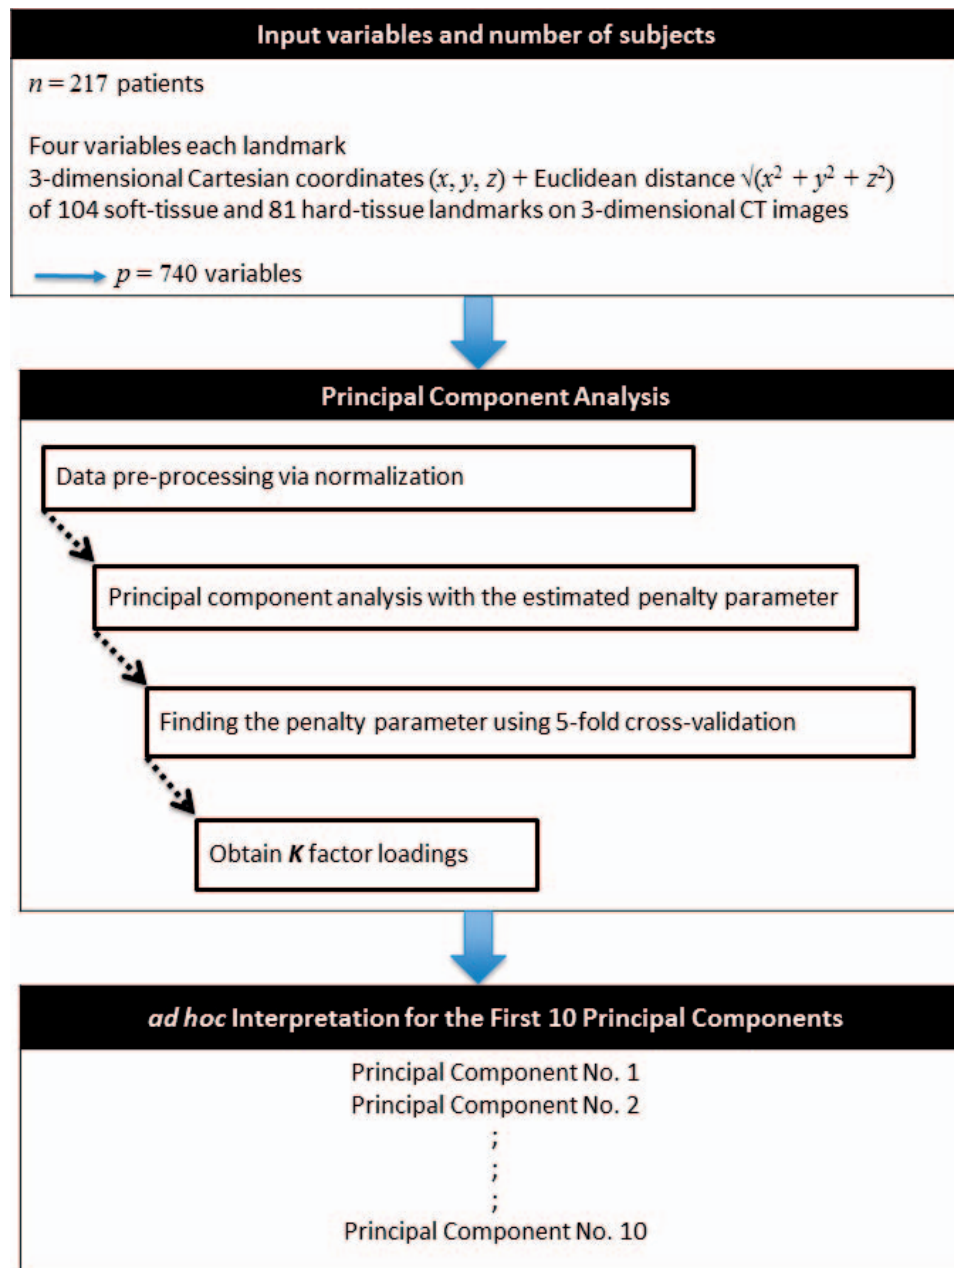 Input variables and number of subjects
n = 217 patients
Four variables each landmark
3-dimensional Cartesian coordinates (x, y, z) + Euclidean distance √(x² + y² + z²)
of 104 soft-tissue and 81 hard-tissue landmarks on 3-dimensional CT images
p = 740 variables
Principal Component Analysis
Data pre-processing via normalization
Principal component analysis with the estimated penalty parameter
Finding the penalty parameter using 5-fold cross-validation
Obtain K factor loadings
ad hoc Interpretation for the First 10 Principal Components
Principal Component No. 1
Principal Component No. 2
;
;
;
Principal Component No. 10